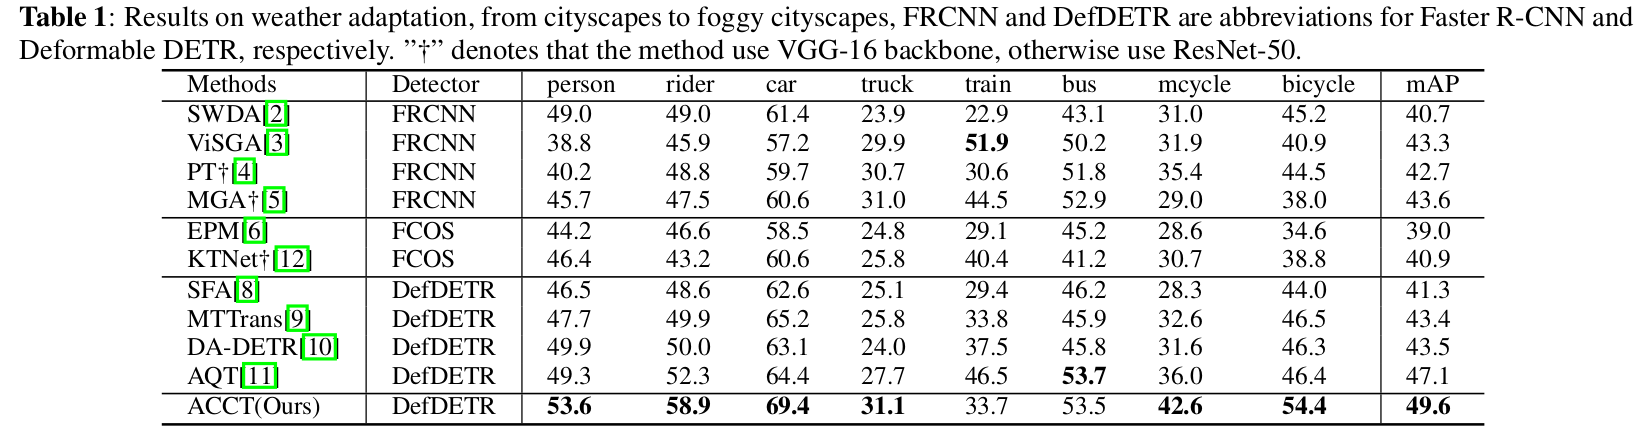 Table 1: Results on weather adaptation, from cityscapes to foggy cityscapes, FRCNN and DefDETR are abbreviations for Faster R-CNN and
Deformable DETR, respectively. ”†” denotes that the method use VGG-16 backbone, otherwise use ResNet-50.
Methods Detector person rider car truck train bus mcycle bicycle mAP
SWDA[2] FRCNN 49.0 49.0 61.4 23.9 22.9 43.1 31.0 45.2 40.7
ViSGA[3] FRCNN 38.8 45.9 57.2 29.9 51.9 50.2 31.9 40.9 43.3
PT†[4] FRCNN 40.2 48.8 59.7 30.7 30.6 51.8 35.4 44.5 42.7
MGA†[5] FRCNN 45.7 47.5 60.6 31.0 44.5 52.9 29.0 38.0 43.6
EPM[6] FCOS 44.2 46.6 58.5 24.8 29.1 45.2 28.6 34.6 39.0
KTNet†[12] FCOS 46.4 43.2 60.6 25.8 40.4 41.2 30.7 38.8 40.9
SFA[8] DefDETR 46.5 48.6 62.6 25.1 29.4 46.2 28.3 44.0 41.3
MTTrans[9] DefDETR 47.7 49.9 65.2 25.8 33.8 45.9 32.6 46.5 43.4
DA-DETR[10] DefDETR 49.9 50.0 63.1 24.0 37.5 45.8 31.6 46.3 43.5
AQT[11] DefDETR 49.3 52.3 64.4 27.7 46.5 53.7 36.0 46.4 47.1
ACCT(Ours) DefDETR 53.6 58.9 69.4 31.1 33.7 53.5 42.6 54.4 49.6